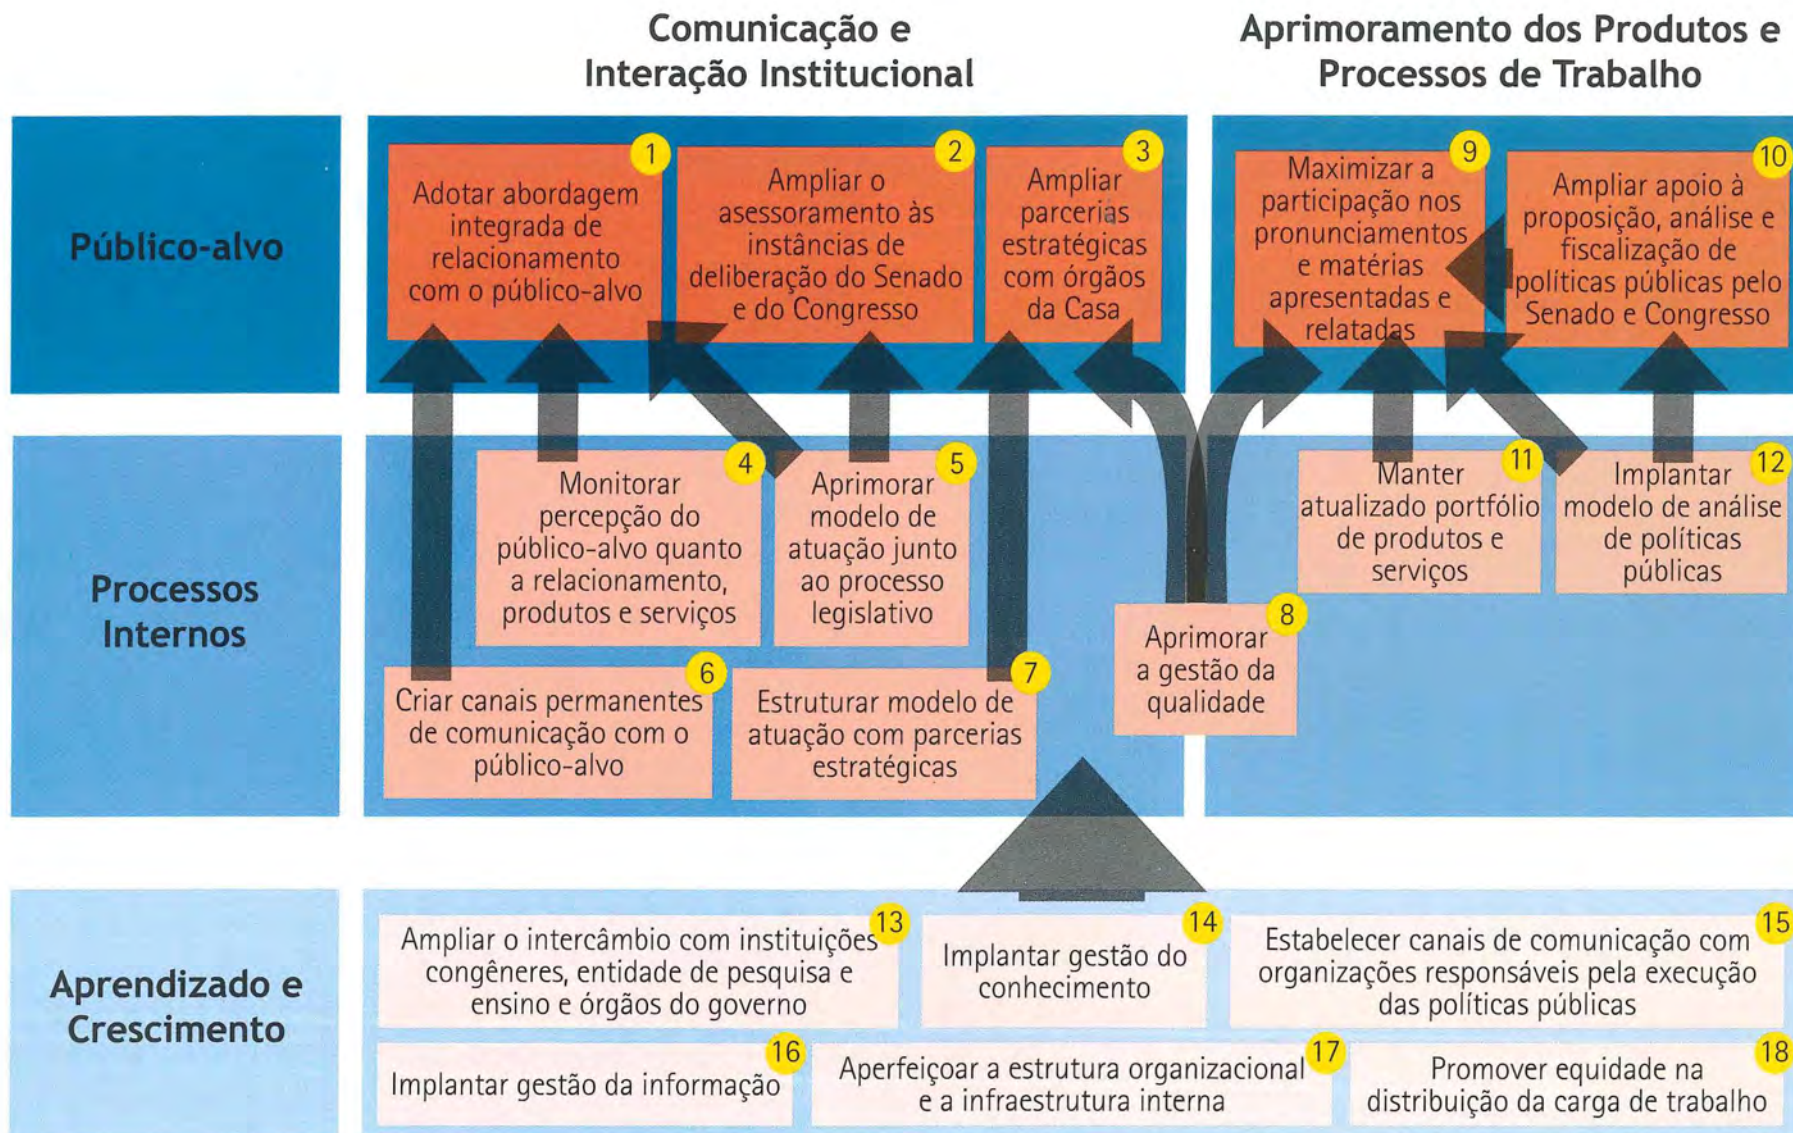 Comunicação e
Interação Institucional
Aprimoramento dos Produtos e
Processos de Trabalho
Público-alvo
1
Adotar abordagem
integrada de
relacionamento
com o público-alvo
2
Ampliar o
asessoramento às
instâncias de
deliberação do Senado
e do Congresso
3
Ampliar
parcerias
estratégicas
com órgãos
da Casa
9
Maximizar a
participação nos
pronunciamentos
e matérias
apresentadas e
relatadas
10
Ampliar apoio à
proposição, análise e
fiscalização de
políticas públicas pelo
Senado e Congresso
Processos
Internos
4
Monitorar
percepção do
público-alvo quanto
a relacionamento,
produtos e serviços
5
Aprimorar
modelo de
atuação junto
ao processo
legislativo
6
Criar canais permanentes
de comunicação com o
público-alvo
7
Estruturar modelo de
atuação com parcerias
estratégicas
8
Aprimorar
a gestão da
qualidade
11
Manter
atualizado portfólio
de produtos e
serviços
12
Implantar
modelo de análise
de políticas
públicas
Aprendizado e
Crescimento
13
Ampliar o intercâmbio com instituições
congêneres, entidade de pesquisa e
ensino e órgãos do governo
14
Implantar gestão do
conhecimento
15
Estabelecer canais de comunicação com
organizações responsáveis pela execução
das políticas públicas
16
Implantar gestão da informação
17
Aperfeiçoar a estrutura organizacional
e a infraestrutura interna
18
Promover equidade na
distribuição da carga de trabalho